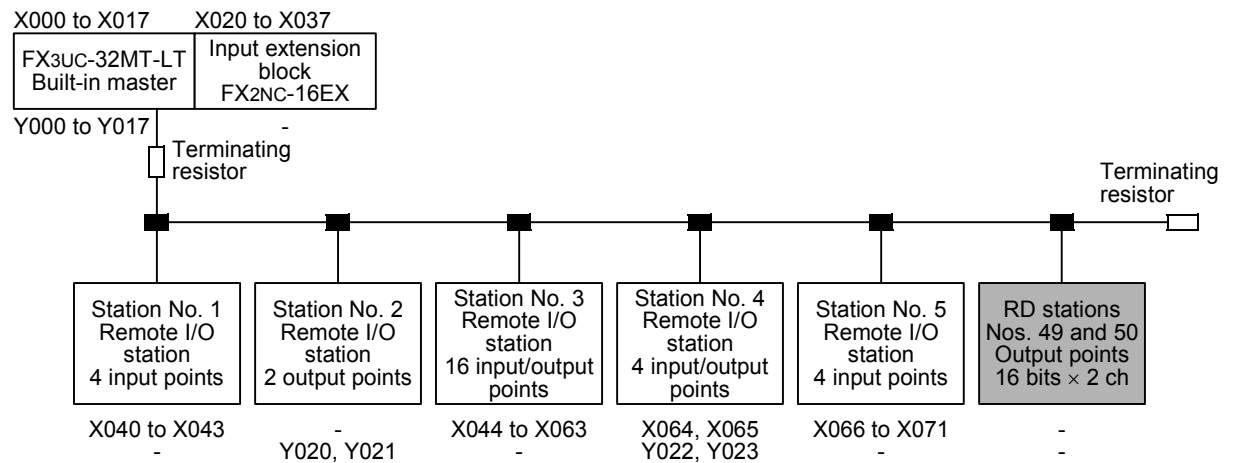 X000 to X017 X020 to X037
FX3UC-32MT-LT
Built-in master
Input extension
block
FX2NC-16EX
Y000 to Y017 -
Terminating
resistor
Terminating
resistor
Station No. 1
Remote I/O
station
4 input points
Station No. 2
Remote I/O
station
2 output points
Station No. 3
Remote I/O
station
16 input/output
points
Station No. 4
Remote I/O
station
4 input/output
points
Station No. 5
Remote I/O
station
4 input points
RD stations
Nos. 49 and 50
Output points
16 bits × 2 ch
X040 to X043 - X044 to X063 X064, X065 X066 to X071 -
- Y020, Y021 - Y022, Y023 - -